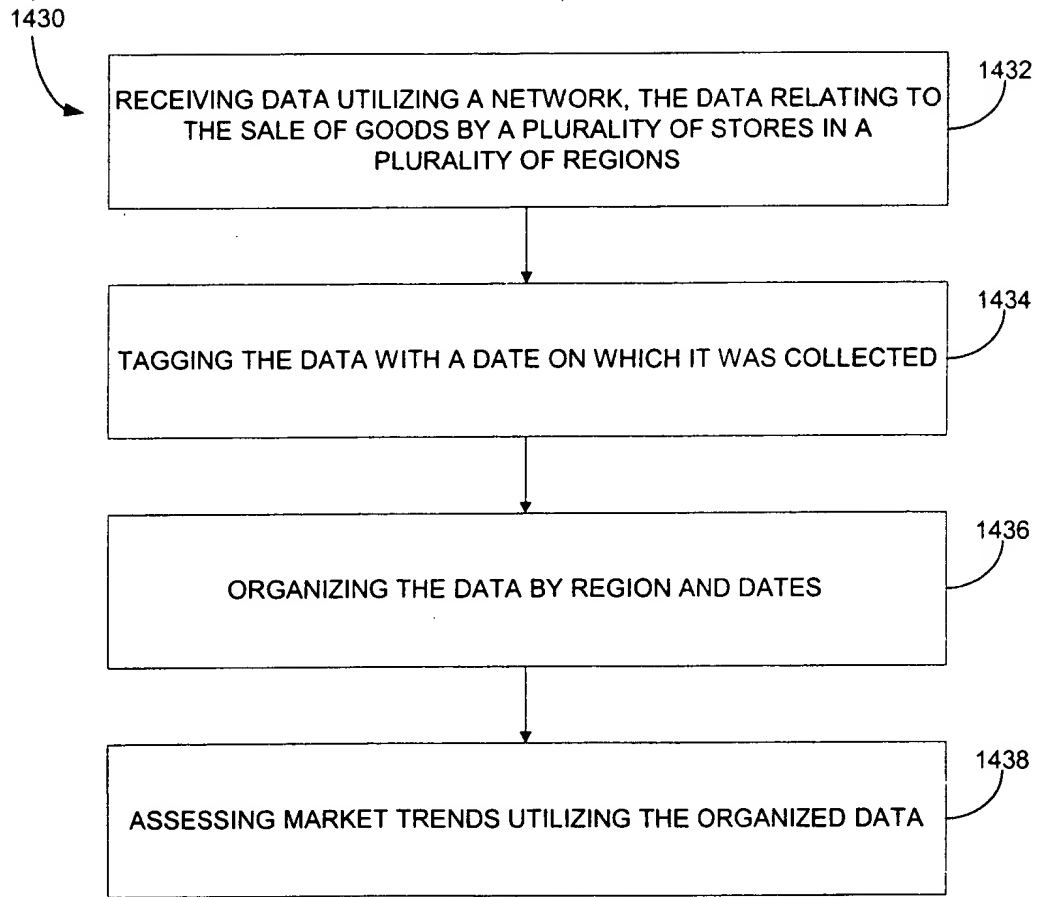 1430
1432
RECEIVING DATA UTILIZING A NETWORK, THE DATA RELATING TO
THE SALE OF GOODS BY A PLURALITY OF STORES IN A
PLURALITY OF REGIONS
1434
TAGGING THE DATA WITH A DATE ON WHICH IT WAS COLLECTED
1436
ORGANIZING THE DATA BY REGION AND DATES
1438
ASSESSING MARKET TRENDS UTILIZING THE ORGANIZED DATA